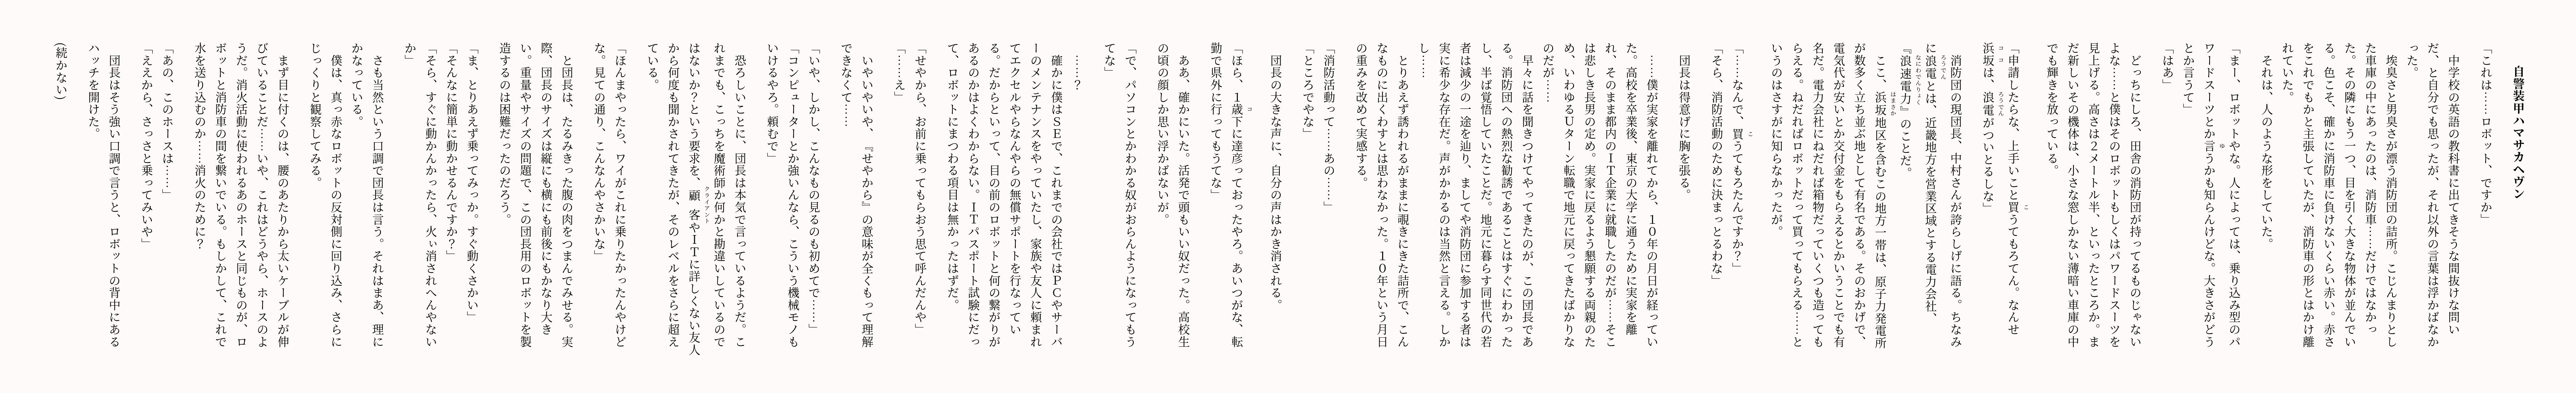 自警装甲ハマサカヘヴン
「これは……ロボット、ですか」
　中学校の英語の教科書に出てきそうな間抜けな問い
だ、と自分でも思ったが、それ以外の言葉は浮かばなか
った。
　埃臭さと男臭さが漂う消防団の詰所。こじんまりとし
た車庫の中にあったのは、消防車……だけではなかっ
た。その隣にもう一つ、目を引く大きな物体が並んでい
る。色こそ、確かに消防車に負けないくらい赤い。赤さ
をこれでもかと主張していたが、消防車の形とはかけ離
れていた。
　それは、人のような形をしていた。
「まー、ロボットやな。人によっては、乗り込み型のパ
ワードスーツとか言うかも知らんけどな。大きさがどう
とか言うて」
「はあ」
　どっちにしろ、田舎の消防団が持ってるものじゃない
よな……と僕はそのロボットもしくはパワードスーツを
見上げる。高さは２メートル半、といったところか。ま
だ新しいその機体は、小さな窓しかない薄暗い車庫の中
でも輝きを放っている。
「申請したらな、上手いこと買うてもろてん。なんせ
浜坂は、浪電がついとるしな」
　消防団の現団長、中村さんが誇らしげに語る。ちなみ
に浪電とは、近畿地方を営業区域とする電力会社、
『浪速電力』のことだ。
　ここ、浜坂地区を含むこの地方一帯は、原子力発電所
が数多く立ち並ぶ地として有名である。そのおかげで、
電気代が安いとか交付金をもらえるとかいうことでも有
名だ。電力会社にねだれば箱物だっていくつも造っても
らえる。ねだればロボットだって買ってもらえる……と
いうのはさすがに知らなかったが。
「……なんで、買うてもろたんですか？」
「そら、消防活動のために決まっとるわな」
　団長は得意げに胸を張る。
　……僕が実家を離れてから、１０年の月日が経ってい
た。高校を卒業後、東京の大学に通うために実家を離
れ、そのまま都内のＩＴ企業に就職したのだが……そこ
は悲しき長男の定め。実家に戻るよう懇願する両親のた
め、いわゆるＵターン転職で地元に戻ってきたばかりな
のだが……
　早々に話を聞きつけてやってきたのが、この団長であ
る。消防団への熱烈な勧誘であることはすぐにわかった
し、半ば覚悟していたことだ。地元に暮らす同世代の若
者は減少の一途を辿り、ましてや消防団に参加する者は
実に希少な存在だ。声がかかるのは当然と言える。しか
し……
　とりあえず誘われるがままに覗きにきた詰所で、こん
なものに出くわすとは思わなかった。１０年という月日
の重みを改めて実感する。
「消防活動って……あの……」
「ところでやな」
　団長の大きな声に、自分の声はかき消される。
「ほら、１歳下に達彦っておったやろ。あいつがな、転
勤で県外に行ってもうてな」
　ああ、確かにいた。活発で頭もいい奴だった。高校生
の頃の顔しか思い浮かばないが。
「で、パソコンとかわかる奴がおらんようになってもう
てな」
　……？
　確かに僕はＳＥで、これまでの会社ではＰＣやサーバ
ーのメンテナンスをやっていたし、家族や友人に頼まれ
てエクセルやらなんやらの無償サポートを行なってい
る。だからといって、目の前のロボットと何の繋がりが
あるのかはよくわからない。ＩＴパスポート試験にだっ
て、ロボットにまつわる項目は無かったはずだ。
「せやから、お前に乗ってもらおう思て呼んだんや」
「……え」
　いやいやいや、『せやから』の意味が全くもって理解
できなくて……
「いや、しかし、こんなもの見るのも初めてで……」
「コンピューターとか強いんなら、こういう機械モノも
いけるやろ。頼むで」
　恐ろしいことに、団長は本気で言っているようだ。こ
れまでも、こっちを魔術師か何かと勘違いしているので
はないか？という要求を、顧客やＩＴに詳しくない友人
から何度も聞かされてきたが、そのレベルをさらに超え
ている。
「ほんまやったら、ワイがこれに乗りたかったんやけど
な。見ての通り、こんなんやさかいな」
　と団長は、たるみきった腹の肉をつまんでみせる。実
際、団長のサイズは縦にも横にも前後にもかなり大き
い。重量やサイズの問題で、この団長用のロボットを製
造するのは困難だったのだろう。
「ま、とりあえず乗ってみっか。すぐ動くさかい」
「そんなに簡単に動かせるんですか？」
「そら、すぐに動かんかったら、火ぃ消されへんやない
か」
　さも当然という口調で団長は言う。それはまあ、理に
かなっている。
　僕は、真っ赤なロボットの反対側に回り込み、さらに
じっくりと観察してみる。
　まず目に付くのは、腰のあたりから太いケーブルが伸
びていることだ……いや、これはどうやら、ホースのよ
うだ。消火活動に使われるあのホースと同じものが、ロ
ボットと消防車の間を繋いでいる。もしかして、これで
水を送り込むのか……消火のために？
「あの、このホースは……」
「ええから、さっさと乗ってみいや」
　団長はそう強い口調で言うと、ロボットの背中にある
ハッチを開けた。
(続かない)